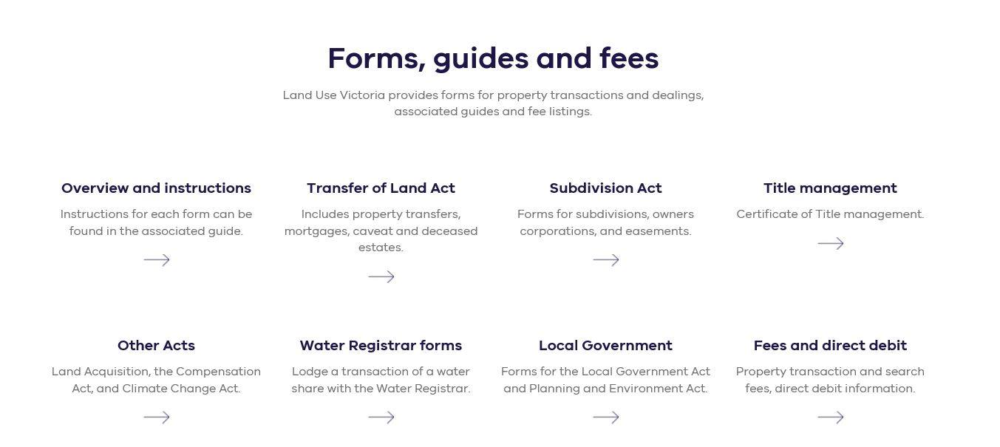 Forms, guides and fees
Land Use Victoria provides forms for property transactions and dealings,
associated guides and fee listings.
Overview and instructions
Instructions for each form can be
found in the associated guide.
Transfer of Land Act
Includes property transfers,
mortgages, caveat and deceased
estates.
Subdivision Act
Forms for subdivisions, owners
corporations, and easements.
Title management
Certificate of Title management.
Other Acts
Land Acquisition, the Compensation
Act, and Climate Change Act.
Water Registrar forms
Lodge a transaction of a water
share with the Water Registrar.
Local Government
Forms for the Local Government Act
and Planning and Environment Act.
Fees and direct debit
Property transaction and search
fees, direct debit information.